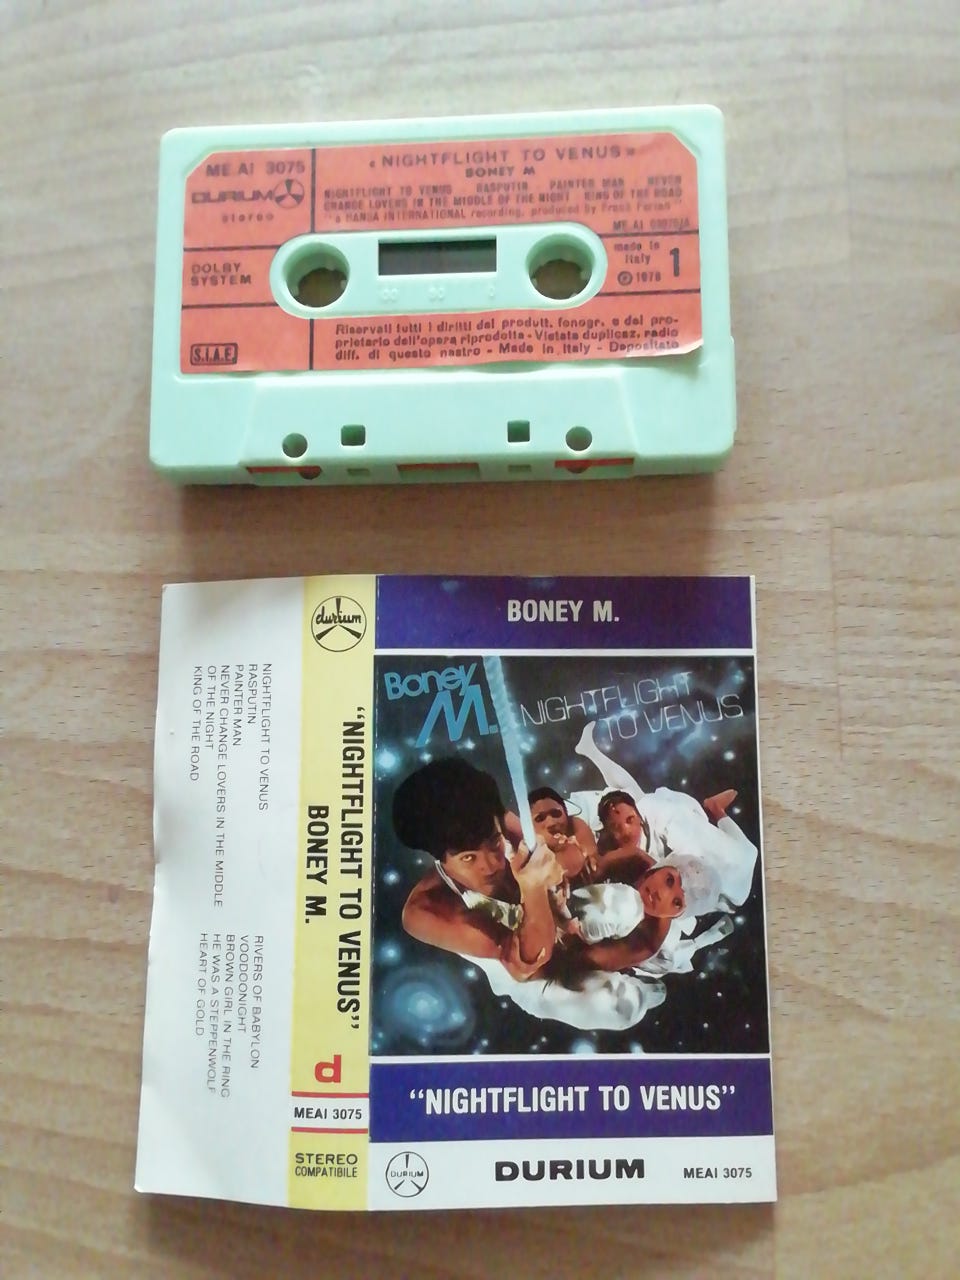 ME.AI 3075
DURIUM
stereo
« NIGHTFLIGHT TO VENUS »
BONEY M
NIGHTFLIGHT TO VENUS RASPUTIN PAINTER MAN NEVER
CHANGE LOVERS IN THE MIDDLE OF THE NIGHT KING OF THE ROAD
"a HANSA INTERNATIONAL recording, produced by Frank Farian"
DOLBY
SYSTEM
made in
Italy
℗ 1978
1
S.I.A.E.
Riservati tutti i diritti del produtt. fonogr. e del pro-
prietario dell'opera riprodotta - Vietata duplicaz. radio
diff. di questo nastro - Made in Italy - Depositato
NIGHTFLIGHT TO VENUS
RASPUTIN
PAINTER MAN
NEVER CHANGE LOVERS IN THE MIDDLE
OF THE NIGHT
KING OF THE ROAD
RIVERS OF BABYLON
VOODOONIGHT
BROWN GIRL IN THE RING
HE WAS A STEPPENWOLF
HEART OF GOLD
durium
"NIGHTFLIGHT TO VENUS"
BONEY M.
d
MEAI 3075
STEREO
COMPATIBILE
BONEY M.
Boney
M.
NIGHTFLIGHT
TO VENUS
"NIGHTFLIGHT TO VENUS"
DURIUM
DURIUM
MEAI 3075